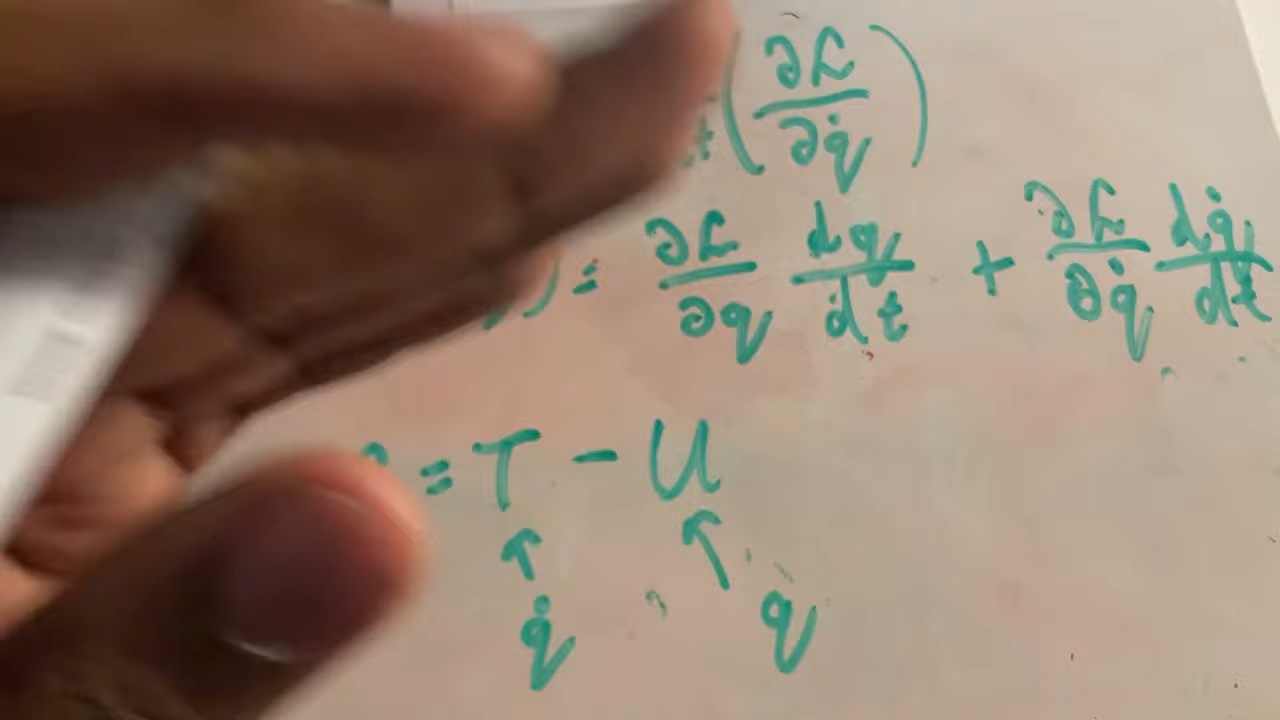 (∂ℒ/∂q̇)
) = ∂ℒ/∂q dq/dt + ∂ℒ/∂q̇ dq̇/dt
= T - U
↑ ↑
q̇ q